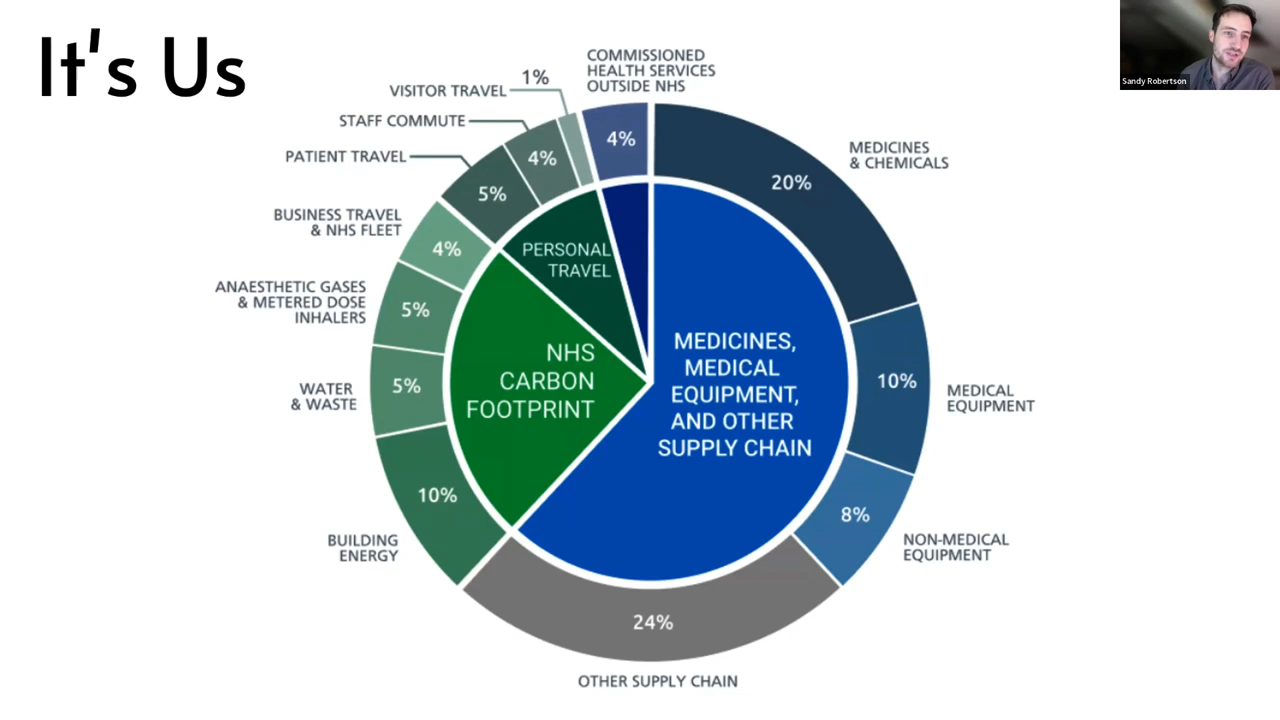 It's Us
Sandy Robertson
COMMISSIONED
HEALTH SERVICES
OUTSIDE NHS
4%
1%
VISITOR TRAVEL
STAFF COMMUTE
4%
PATIENT TRAVEL
5%
BUSINESS TRAVEL
& NHS FLEET
4%
ANAESTHETIC GASES
& METERED DOSE
INHALERS
5%
WATER
& WASTE
5%
BUILDING
ENERGY
10%
MEDICINES
& CHEMICALS
20%
MEDICAL
EQUIPMENT
10%
NON-MEDICAL
EQUIPMENT
8%
24%
OTHER SUPPLY CHAIN
PERSONAL
TRAVEL
NHS
CARBON
FOOTPRINT
MEDICINES,
MEDICAL
EQUIPMENT,
AND OTHER
SUPPLY CHAIN